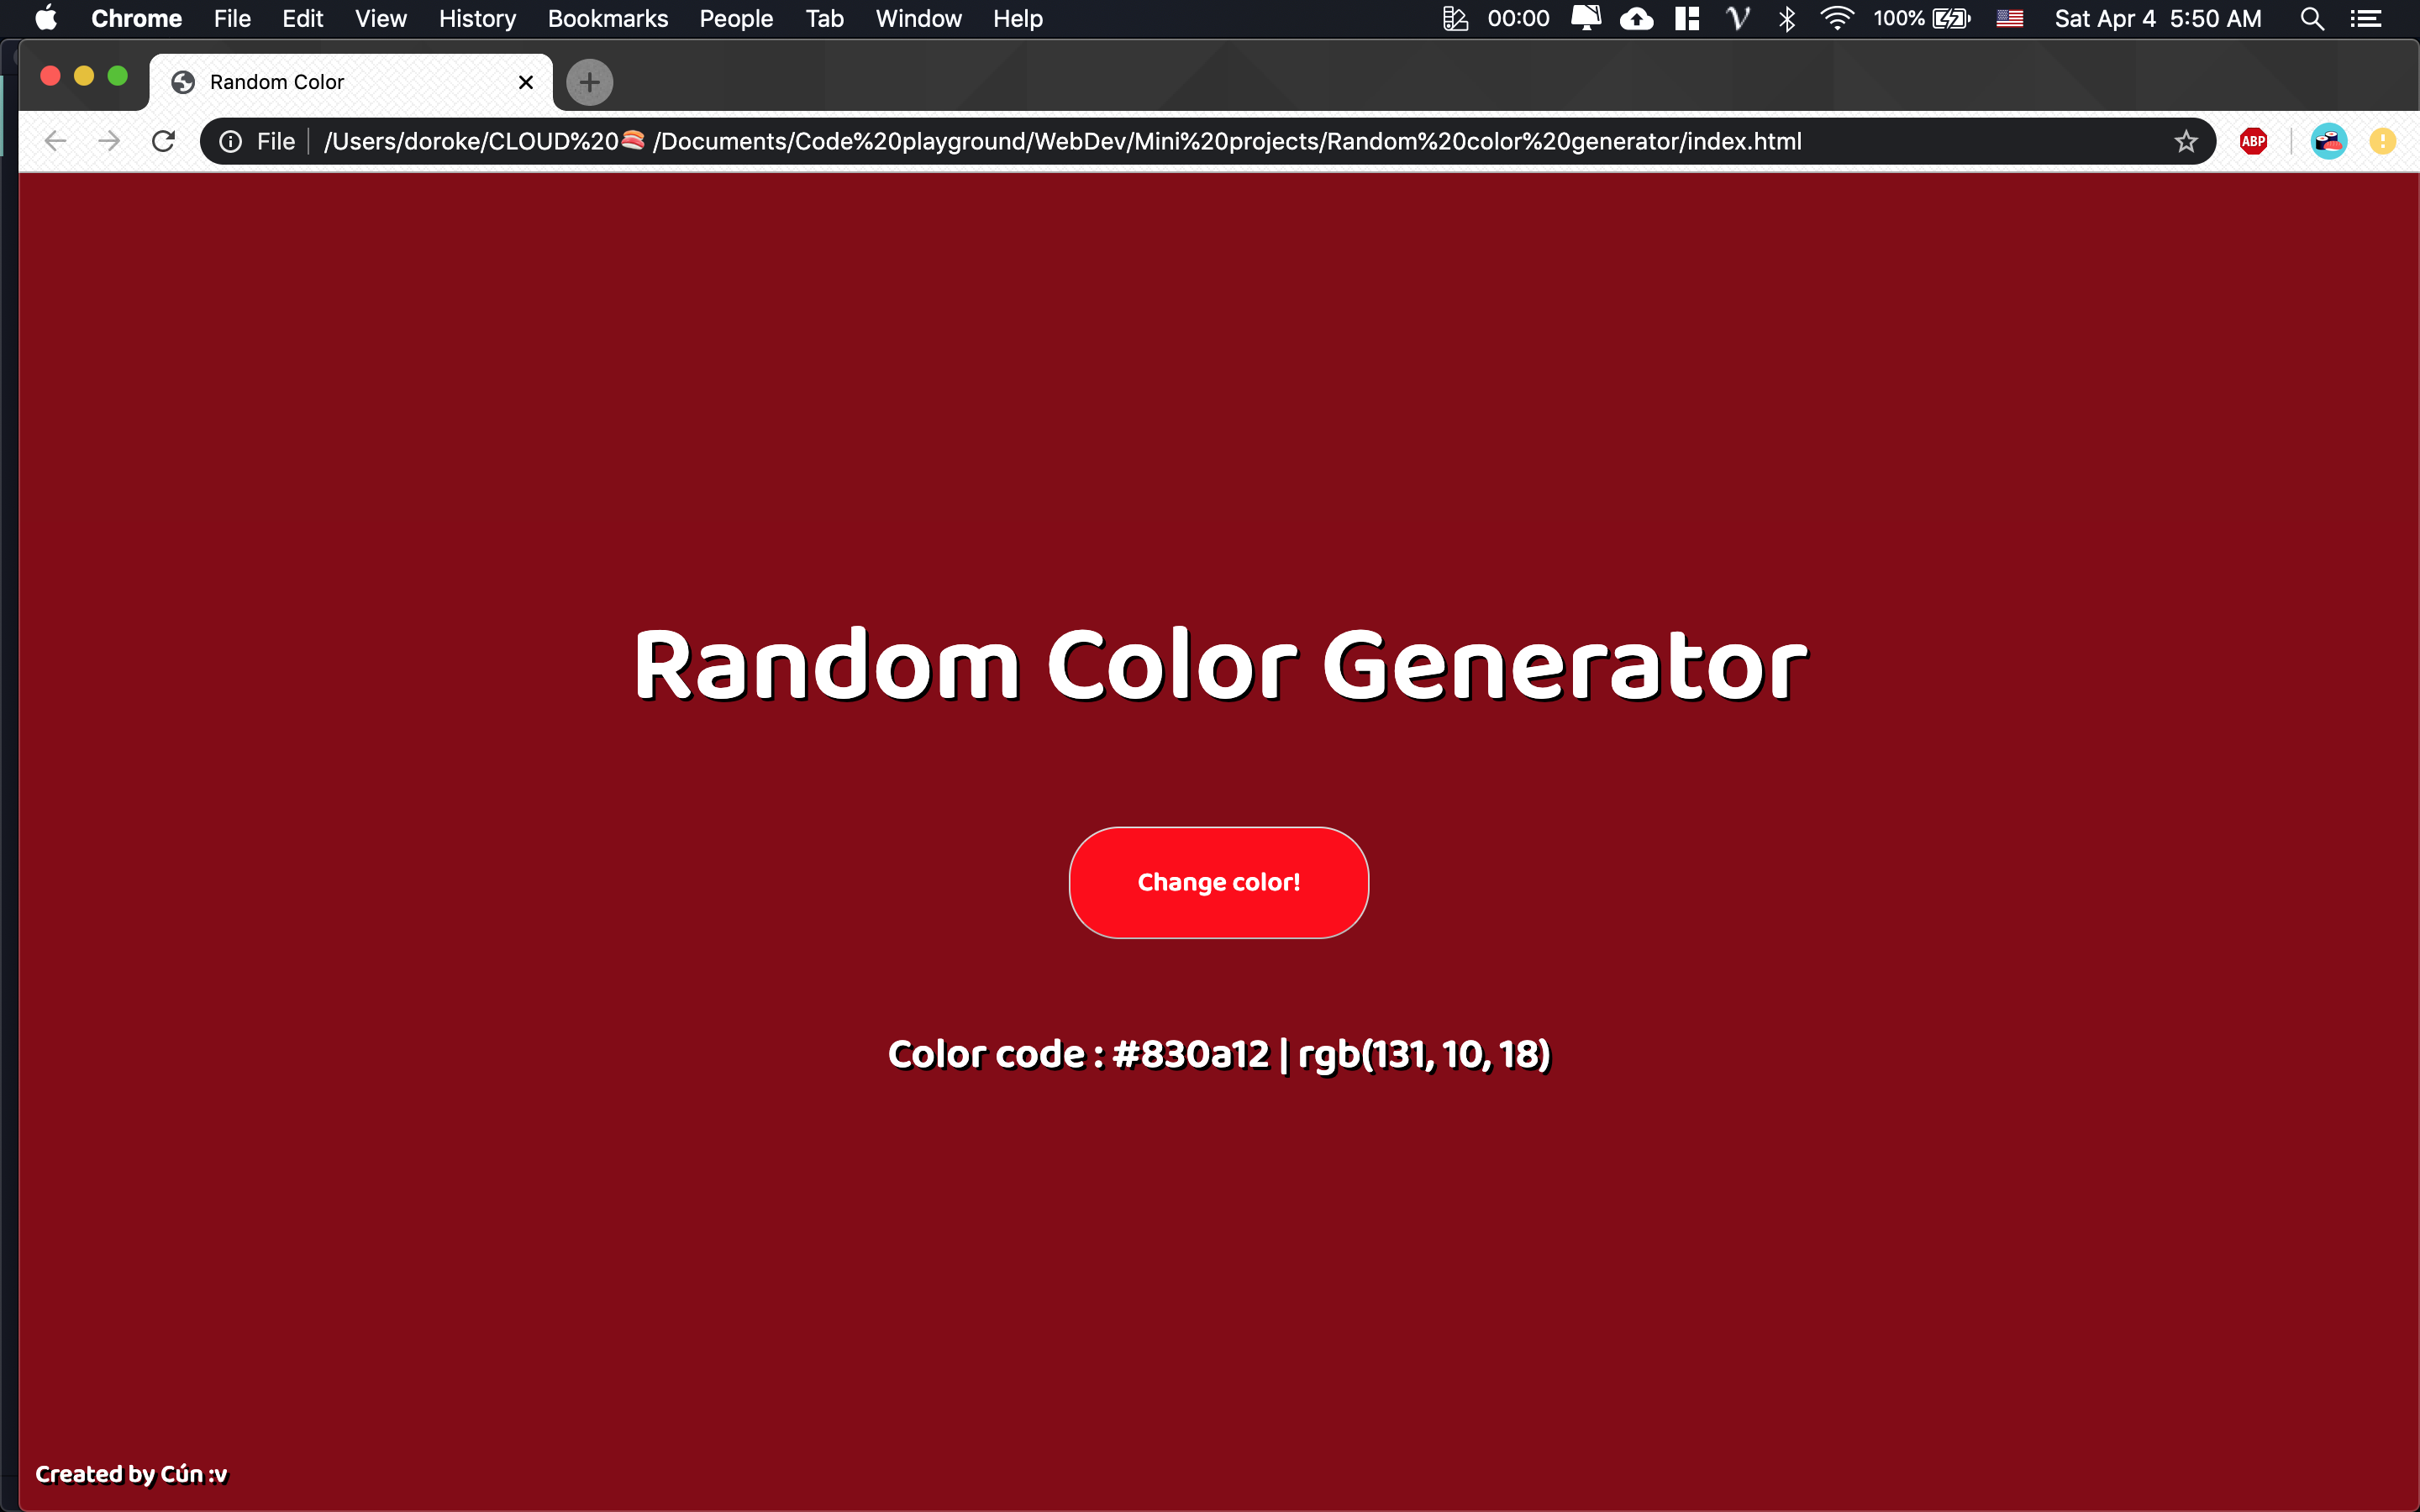 Chrome File Edit View History Bookmarks People Tab Window Help 00:00 100% Sat Apr 4 5:50 AM
Random Color
File /Users/doroke/CLOUD%20🍣 /Documents/Code%20playground/WebDev/Mini%20projects/Random%20color%20generator/index.html ABP
Random Color Generator
Change color!
Color code : #830a12 | rgb(131, 10, 18)
Created by Cún :v